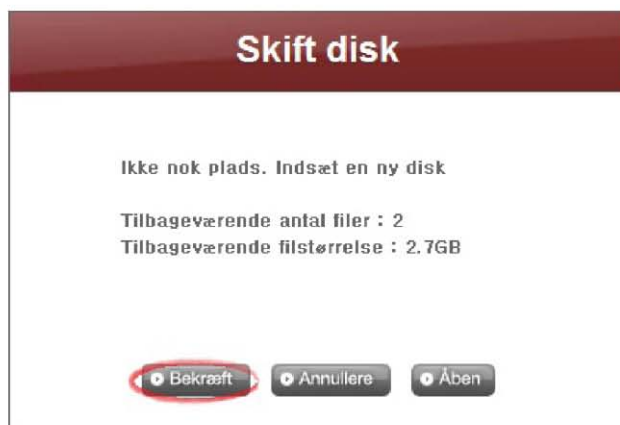 Skift disk
Ikke nok plads. Indsæt en ny disk
Tilbageværende antal filer : 2
Tilbageværende filstørrelse : 2.7GB
Bekræft
Annullere
Åben